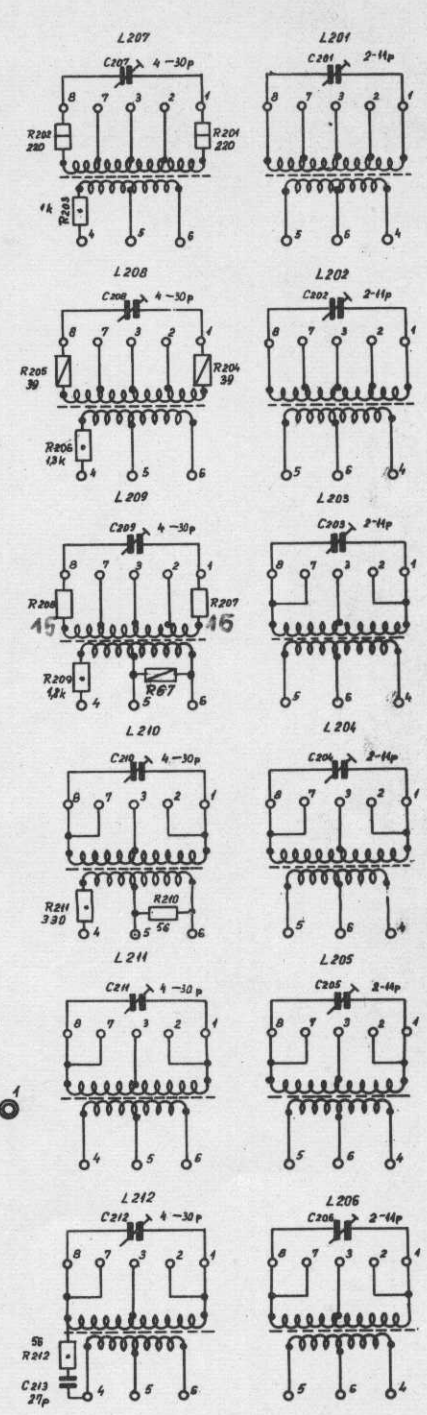 L207
C207 4-30p
8 7 3 2 1
R202 220
R201 220
1k R203
4 5 6
L201
C201 2-11p
8 7 3 2 1
5 6 4
L208
C208 4-30p
8 7 3 2 1
R205 39
R204 39
R206 1,3k
4 5 6
L202
C202 2-11p
8 7 3 2 1
5 6 4
L209
C209 4-30p
8 7 3 2 1
R208
R207
R209
4 5 6
R67
L203
C203 2-11p
8 7 3 2 1
5 6 4
L210
C210 4-30p
8 7 3 2 1
R211 330
R210 56
4 5 6
L204
C204 2-11p
8 7 3 2 1
5 6 4
L211
C211 4-30p
8 7 3 2 1
4 5 6
L205
C205 2-11p
8 7 3 2 1
5 6 4
1
L212
C212 4-30p
8 7 3 2 1
56 R212
C213 27p
4 5 6
L206
C206 2-11p
8 7 3 2 1
5 6 4